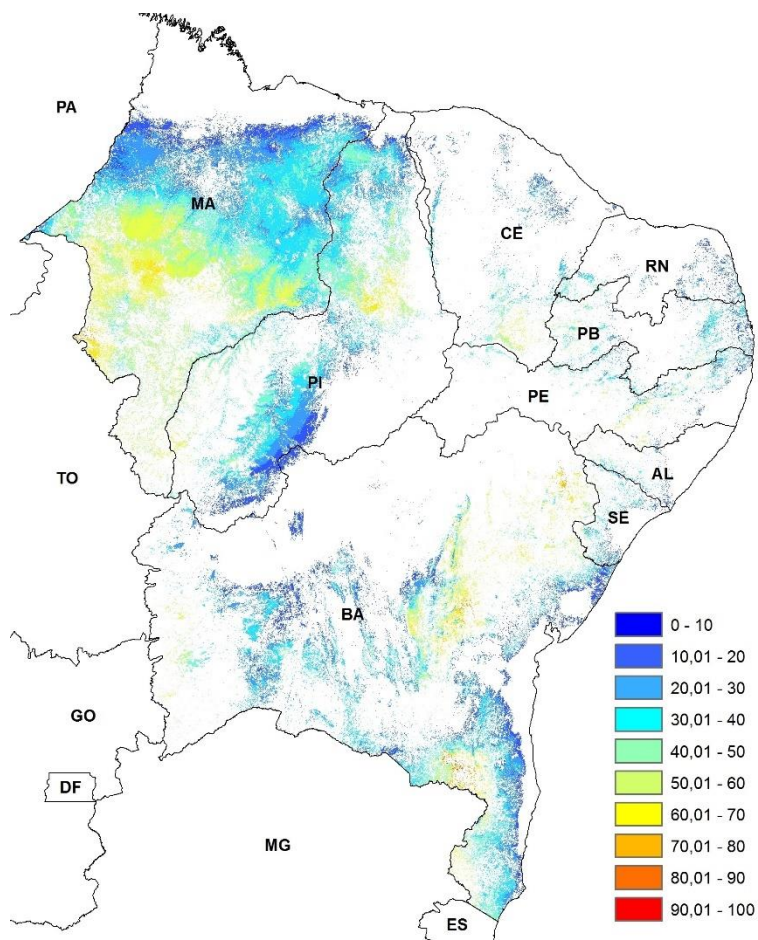 PA
MA
CE
RN
PB
PI
PE
TO
AL
SE
BA
GO
DF
MG
ES
0 - 10
10,01 - 20
20,01 - 30
30,01 - 40
40,01 - 50
50,01 - 60
60,01 - 70
70,01 - 80
80,01 - 90
90,01 - 100